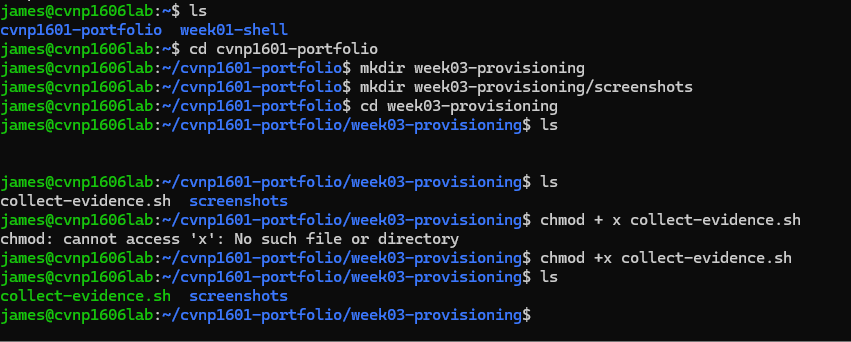 james@cvnp1606lab:~$ ls
cvnp1601-portfolio  week01-shell
james@cvnp1606lab:~$ cd cvnp1601-portfolio
james@cvnp1606lab:~/cvnp1601-portfolio$ mkdir week03-provisioning
james@cvnp1606lab:~/cvnp1601-portfolio$ mkdir week03-provisioning/screenshots
james@cvnp1606lab:~/cvnp1601-portfolio$ cd week03-provisioning
james@cvnp1606lab:~/cvnp1601-portfolio/week03-provisioning$ ls
james@cvnp1606lab:~/cvnp1601-portfolio/week03-provisioning$ ls
collect-evidence.sh  screenshots
james@cvnp1606lab:~/cvnp1601-portfolio/week03-provisioning$ chmod + x collect-evidence.sh
chmod: cannot access 'x': No such file or directory
james@cvnp1606lab:~/cvnp1601-portfolio/week03-provisioning$ chmod +x collect-evidence.sh
james@cvnp1606lab:~/cvnp1601-portfolio/week03-provisioning$ ls
collect-evidence.sh  screenshots
james@cvnp1606lab:~/cvnp1601-portfolio/week03-provisioning$